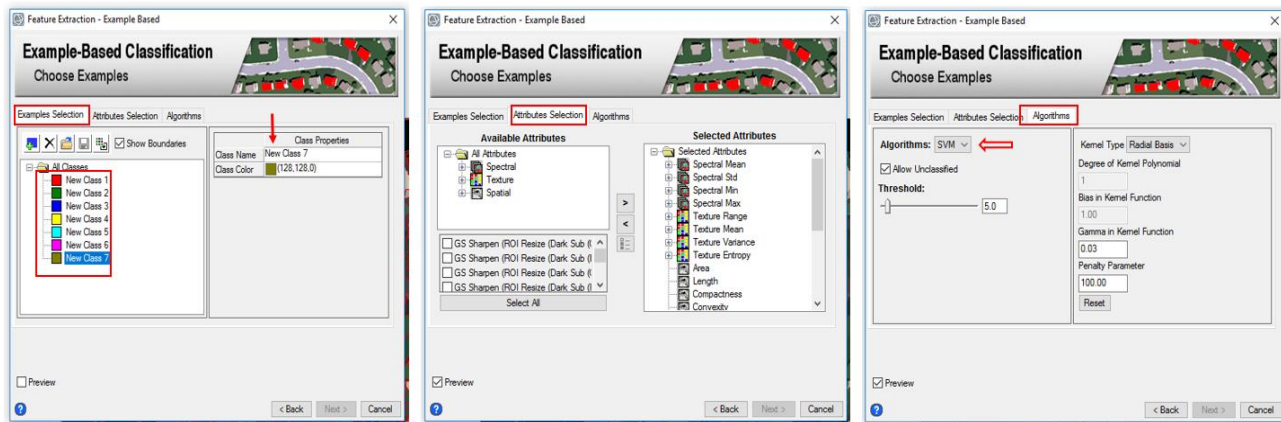 Feature Extraction - Example Based
Example-Based Classification
Choose Examples
Examples Selection Attributes Selection Algorithms
Show Boundaries
All Classes
New Class 1
New Class 2
New Class 3
New Class 4
New Class 5
New Class 6
New Class 7
Class Properties
Class Name New Class 7
Class Color (128,128,0)
Preview
? < Back Next > Cancel
Feature Extraction - Example Based
Example-Based Classification
Choose Examples
Examples Selection Attributes Selection Algorithms
Available Attributes
All Attributes
Spectral
Texture
Spatial
GS Sharpen (ROI Resize (Dark Sub (
GS Sharpen (ROI Resize (Dark Sub (
GS Sharpen (ROI Resize (Dark Sub (
GS Sharpen (ROI Resize (Dark Sub (
Select All
>
<
Selected Attributes
Selected Attributes
Spectral Mean
Spectral Std
Spectral Min
Spectral Max
Texture Range
Texture Mean
Texture Variance
Texture Entropy
Area
Length
Compactness
Convexity
Preview
? < Back Next > Cancel
Feature Extraction - Example Based
Example-Based Classification
Choose Examples
Examples Selection Attributes Selection Algorithms
Algorithms: SVM
Allow Unclassified
Threshold:
5.0
Kernel Type Radial Basis
Degree of Kernel Polynomial
1
Bias in Kernel Function
1.00
Gamma in Kernel Function
0.03
Penalty Parameter
100.00
Reset
Preview
? < Back Next > Cancel